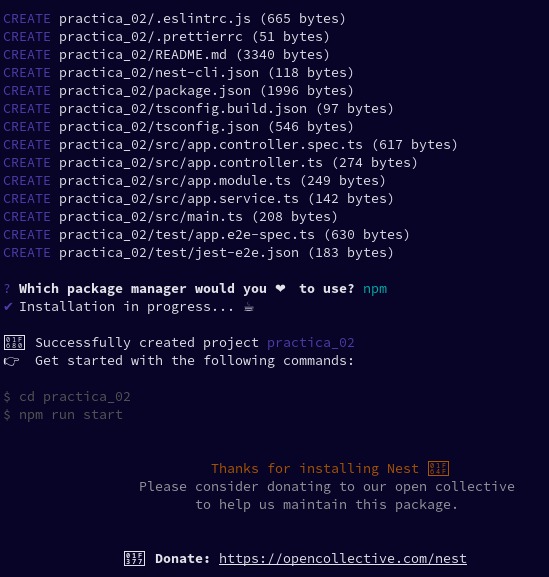 CREATE practica_02/.eslintrc.js (665 bytes)
CREATE practica_02/.prettierrc (51 bytes)
CREATE practica_02/README.md (3340 bytes)
CREATE practica_02/nest-cli.json (118 bytes)
CREATE practica_02/package.json (1996 bytes)
CREATE practica_02/tsconfig.build.json (97 bytes)
CREATE practica_02/tsconfig.json (546 bytes)
CREATE practica_02/src/app.controller.spec.ts (617 bytes)
CREATE practica_02/src/app.controller.ts (274 bytes)
CREATE practica_02/src/app.module.ts (249 bytes)
CREATE practica_02/src/app.service.ts (142 bytes)
CREATE practica_02/src/main.ts (208 bytes)
CREATE practica_02/test/app.e2e-spec.ts (630 bytes)
CREATE practica_02/test/jest-e2e.json (183 bytes)
? Which package manager would you ❤ to use? npm
✔ Installation in progress... ☕
🚀 Successfully created project practica_02
👉 Get started with the following commands:
$ cd practica_02
$ npm run start
Thanks for installing Nest 🙏
Please consider donating to our open collective
to help us maintain this package.
🍷 Donate: https://opencollective.com/nest